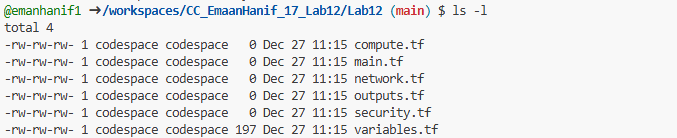 @emanhanif1 ➜/workspaces/CC_EmaanHanif_17_Lab12/Lab12 (main) $ ls -l
total 4
-rw-rw-rw- 1 codespace codespace   0 Dec 27 11:15 compute.tf
-rw-rw-rw- 1 codespace codespace   0 Dec 27 11:15 main.tf
-rw-rw-rw- 1 codespace codespace   0 Dec 27 11:15 network.tf
-rw-rw-rw- 1 codespace codespace   0 Dec 27 11:15 outputs.tf
-rw-rw-rw- 1 codespace codespace   0 Dec 27 11:15 security.tf
-rw-rw-rw- 1 codespace codespace 197 Dec 27 11:15 variables.tf